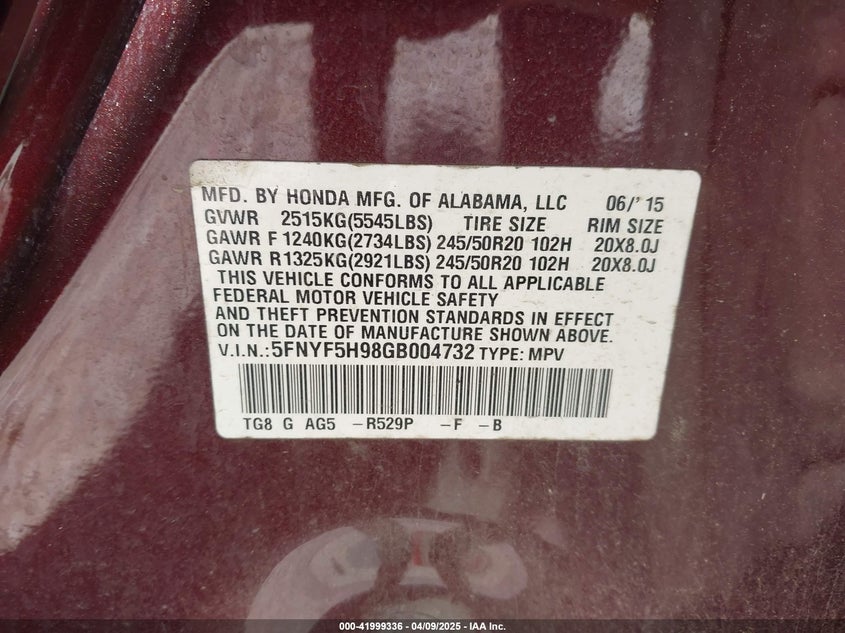 MFD. BY HONDA MFG. OF ALABAMA, LLC 06/'15
GVWR 2515KG(5545LBS) TIRE SIZE RIM SIZE
GAWR F 1240KG(2734LBS) 245/50R20 102H 20X8.0J
GAWR R1325KG(2921LBS) 245/50R20 102H 20X8.0J
THIS VEHICLE CONFORMS TO ALL APPLICABLE
FEDERAL MOTOR VEHICLE SAFETY
AND THEFT PREVENTION STANDARDS IN EFFECT
ON THE DATE OF MANUFACTURE SHOWN ABOVE.
V.I.N.:5FNYF5H98GB004732 TYPE: MPV
TG8 G AG5 -R529P -F -B
000-41999336 - 04/09/2025 - IAA Inc.